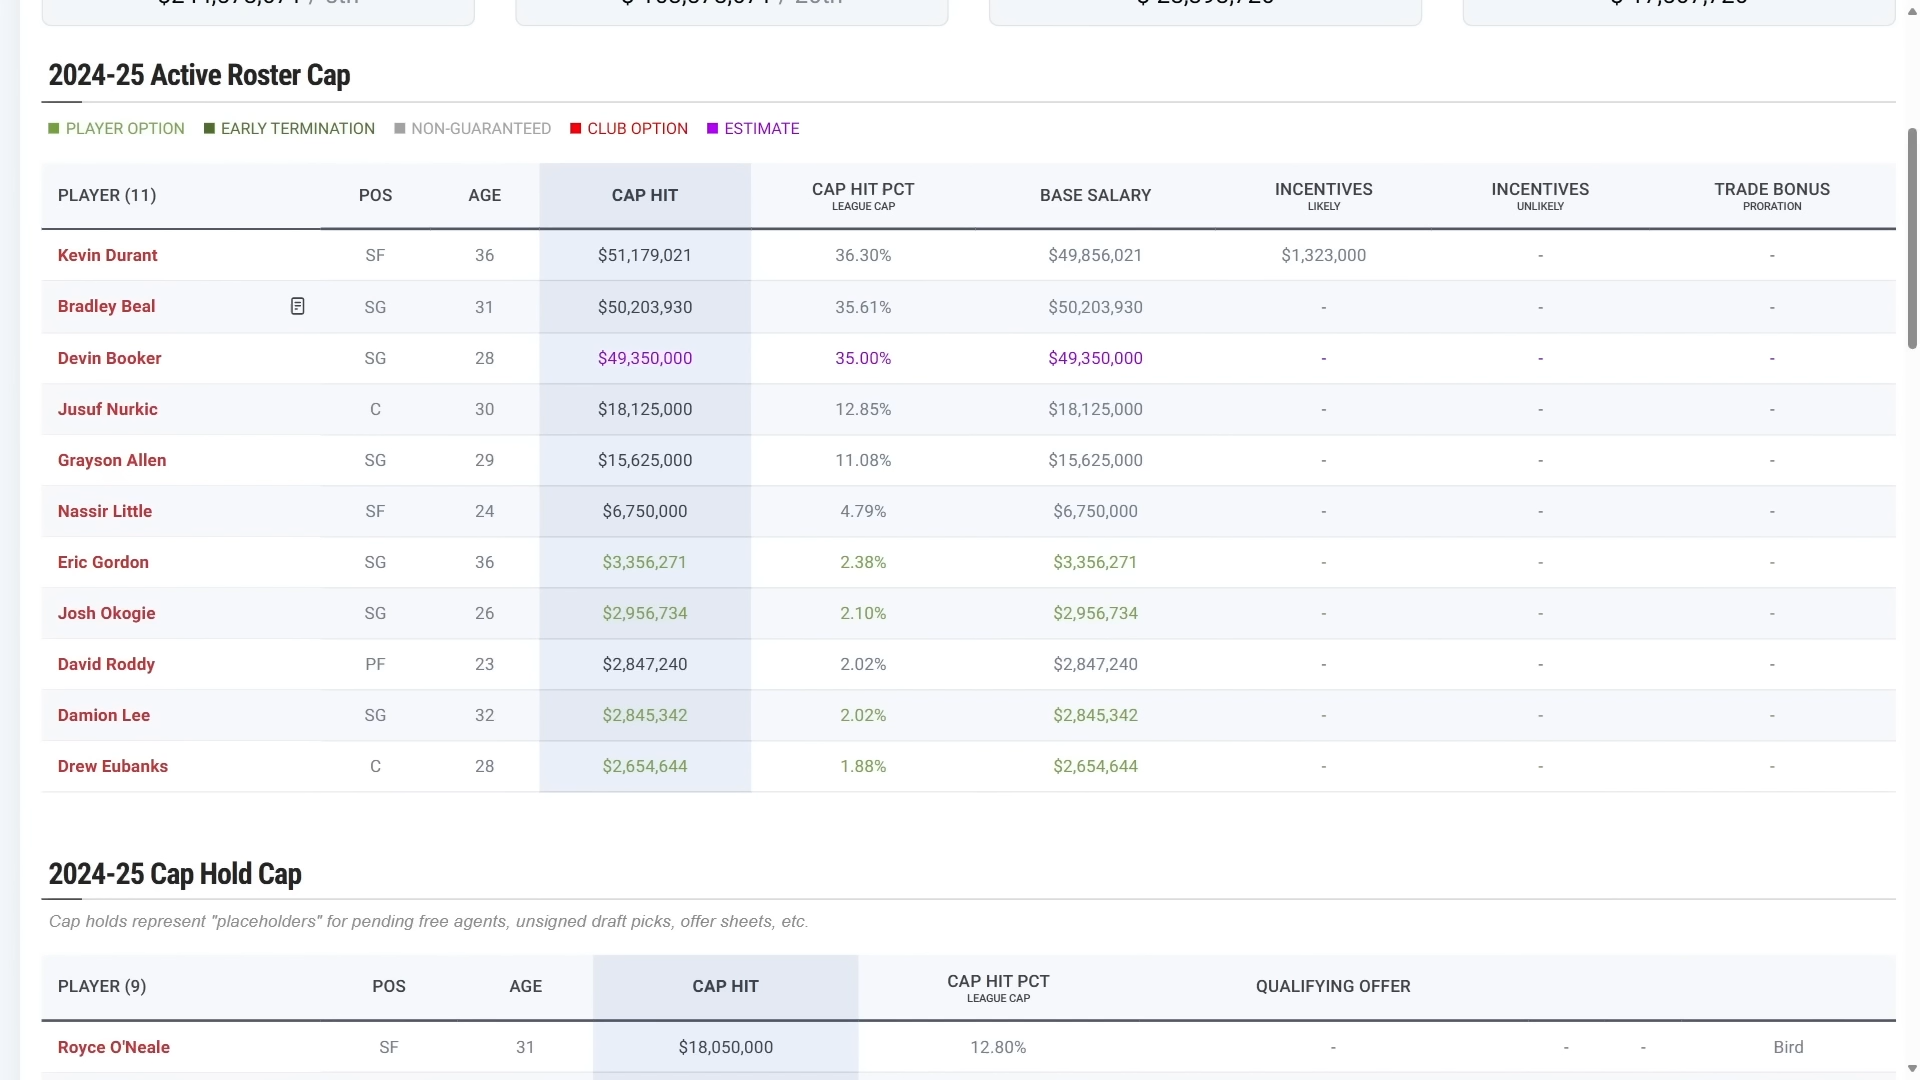 2024-25 Active Roster Cap
PLAYER OPTION EARLY TERMINATION NON-GUARANTEED CLUB OPTION ESTIMATE
PLAYER (11) POS AGE CAP HIT CAP HIT PCT LEAGUE CAP BASE SALARY INCENTIVES LIKELY INCENTIVES UNLIKELY TRADE BONUS PRORATION
Kevin Durant SF 36 $51,179,021 36.30% $49,856,021 $1,323,000 - -
Bradley Beal SG 31 $50,203,930 35.61% $50,203,930 - - -
Devin Booker SG 28 $49,350,000 35.00% $49,350,000 - - -
Jusuf Nurkic C 30 $18,125,000 12.85% $18,125,000 - - -
Grayson Allen SG 29 $15,625,000 11.08% $15,625,000 - - -
Nassir Little SF 24 $6,750,000 4.79% $6,750,000 - - -
Eric Gordon SG 36 $3,356,271 2.38% $3,356,271 - - -
Josh Okogie SG 26 $2,956,734 2.10% $2,956,734 - - -
David Roddy PF 23 $2,847,240 2.02% $2,847,240 - - -
Damion Lee SG 32 $2,845,342 2.02% $2,845,342 - - -
Drew Eubanks C 28 $2,654,644 1.88% $2,654,644 - - -
2024-25 Cap Hold Cap
Cap holds represent "placeholders" for pending free agents, unsigned draft picks, offer sheets, etc.
PLAYER (9) POS AGE CAP HIT CAP HIT PCT LEAGUE CAP QUALIFYING OFFER
Royce O'Neale SF 31 $18,050,000 12.80% - - - Bird